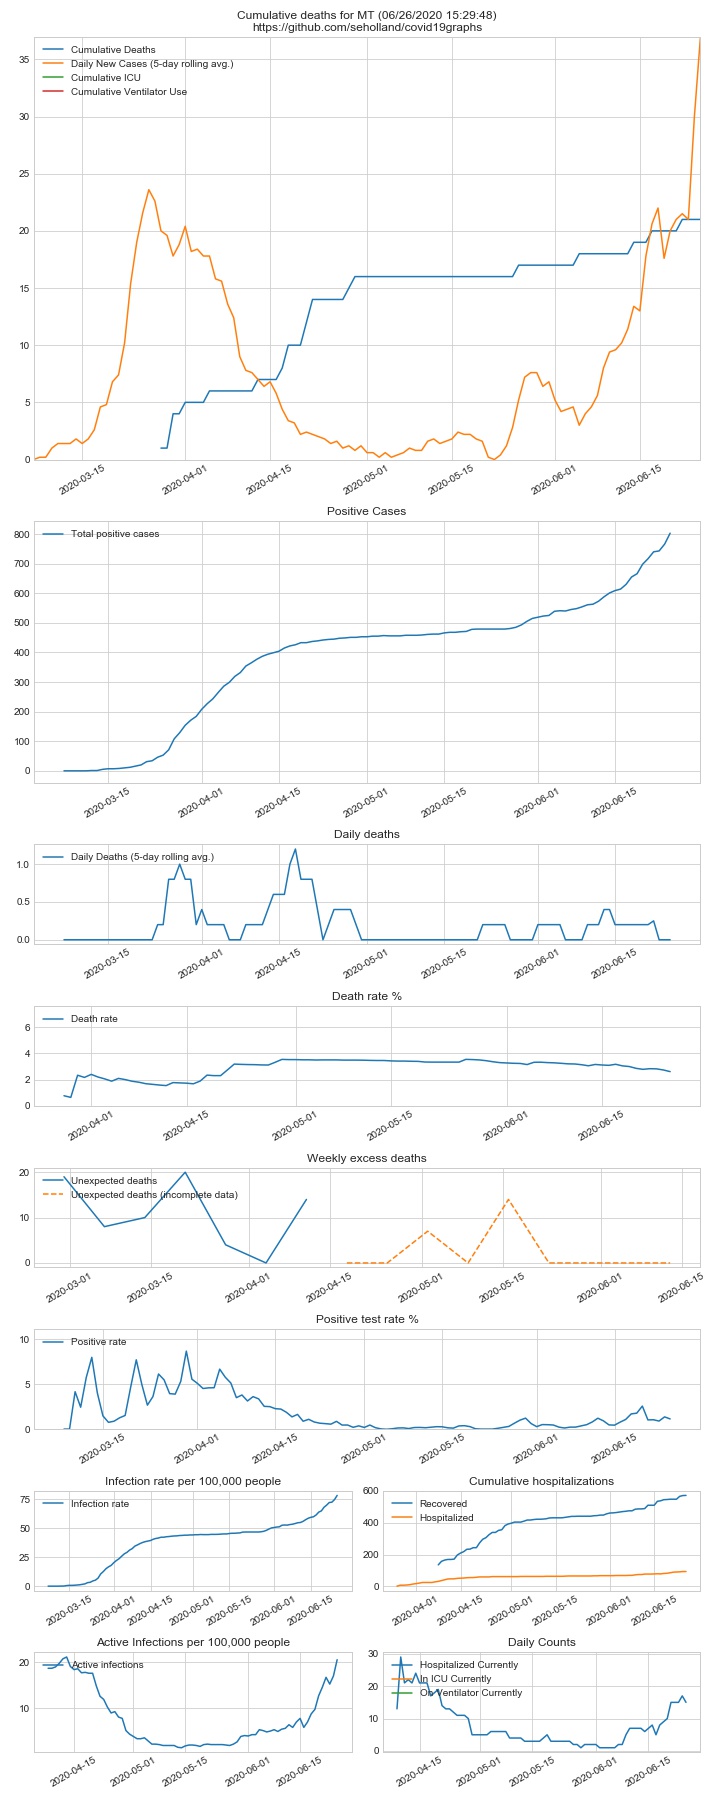 Cumulative deaths for MT (06/26/2020 15:29:48)
https://github.com/seholland/covid19graphs
Cumulative Deaths
Daily New Cases (5-day rolling avg.)
Cumulative ICU
Cumulative Ventilator Use
35
30
25
20
15
10
5
0
2020-03-15 2020-04-01 2020-04-15 2020-05-01 2020-05-15 2020-06-01 2020-06-15
Positive Cases
Total positive cases
800
700
600
500
400
300
200
100
0
2020-03-15 2020-04-01 2020-04-15 2020-05-01 2020-05-15 2020-06-01 2020-06-15
Daily deaths
Daily Deaths (5-day rolling avg.)
1.0
0.5
0.0
2020-03-15 2020-04-01 2020-04-15 2020-05-01 2020-05-15 2020-06-01 2020-06-15
Death rate %
Death rate
6
4
2
0
2020-04-01 2020-04-15 2020-05-01 2020-05-15 2020-06-01 2020-06-15
Weekly excess deaths
Unexpected deaths
Unexpected deaths (incomplete data)
20
10
0
2020-03-01 2020-03-15 2020-04-01 2020-04-15 2020-05-01 2020-05-15 2020-06-01 2020-06-15
Positive test rate %
Positive rate
10
5
0
2020-03-15 2020-04-01 2020-04-15 2020-05-01 2020-05-15 2020-06-01 2020-06-15
Infection rate per 100,000 people
Infection rate
75
50
25
0
2020-03-15 2020-04-01 2020-04-15 2020-05-01 2020-05-15 2020-06-01 2020-06-15
Cumulative hospitalizations
Recovered
Hospitalized
600
400
200
0
2020-04-01 2020-04-15 2020-05-01 2020-05-15 2020-06-01 2020-06-15
Active Infections per 100,000 people
Active infections
20
10
2020-04-15 2020-05-01 2020-05-15 2020-06-01 2020-06-15
Daily Counts
Hospitalized Currently
In ICU Currently
On Ventilator Currently
30
20
10
0
2020-04-15 2020-05-01 2020-05-15 2020-06-01 2020-06-15